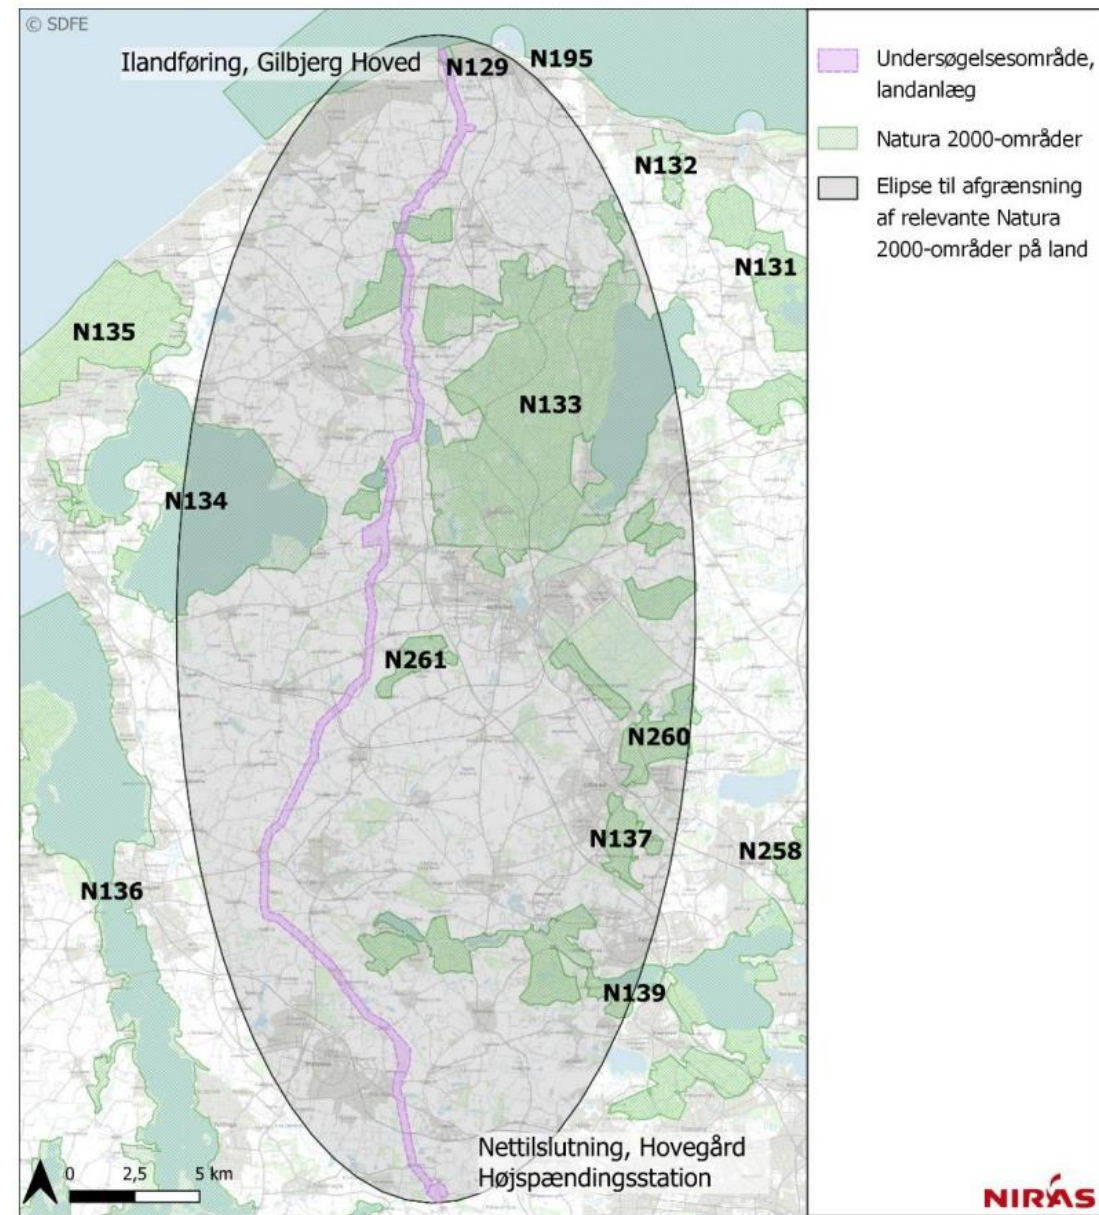 © SDFE
Ilandføring, Gilbjerg Hoved
N129
N195
N132
N131
N135
N133
N134
N261
N260
N137
N258
N136
N139
Nettilslutning, Hovegård
Højspændingsstation
0 2,5 5 km
Undersøgelsesområde,
landanlæg
Natura 2000-områder
Elipse til afgrænsning
af relevante Natura
2000-områder på land
NIRAS